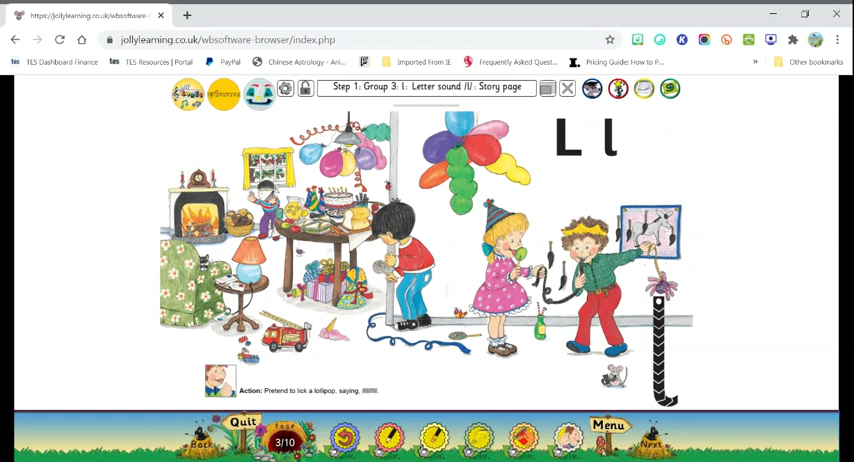 https://jollylearning.co.uk/wbsoftware-
jollylearning.co.uk/wbsoftware-browser/index.php
TES Dashboard Finance
TES Resources | Portal
PayPal
Chinese Astrology - Ani...
Imported From IE
Frequently Asked Quest...
Pricing Guide: How to P...
»
Other bookmarks
Step 1: Group 3: l: Letter sound /l/: Story page
L l
Action: Pretend to lick a lollipop, saying,
Back
Quit
Page
3/10
Menu
Next